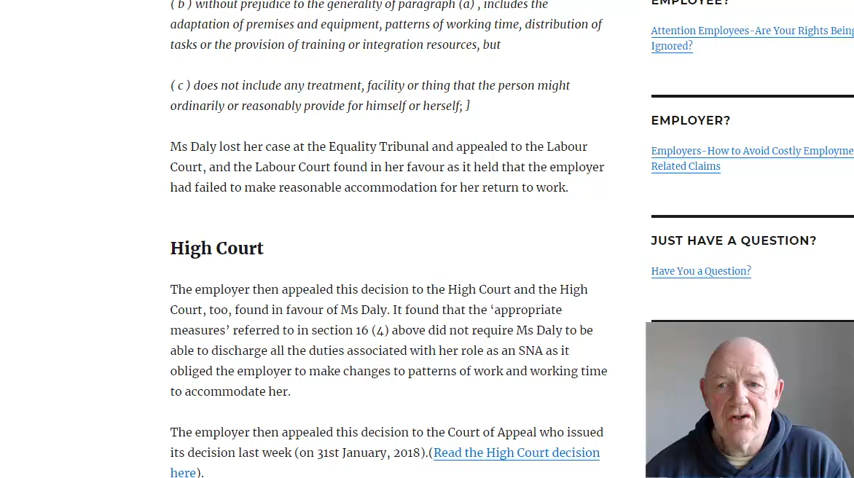 ( b ) without prejudice to the generality of paragraph (a) , includes the
adaptation of premises and equipment, patterns of working time, distribution of
tasks or the provision of training or integration resources, but
( c ) does not include any treatment, facility or thing that the person might
ordinarily or reasonably provide for himself or herself; ]
Ms Daly lost her case at the Equality Tribunal and appealed to the Labour
Court, and the Labour Court found in her favour as it held that the employer
had failed to make reasonable accommodation for her return to work.
High Court
The employer then appealed this decision to the High Court and the High
Court, too, found in favour of Ms Daly. It found that the ‘appropriate
measures’ referred to in section 16 (4) above did not require Ms Daly to be
able to discharge all the duties associated with her role as an SNA as it
obliged the employer to make changes to patterns of work and working time
to accommodate her.
The employer then appealed this decision to the Court of Appeal who issued
its decision last week (on 31st January, 2018).(Read the High Court decision
here).
EMPLOYEE?
Attention Employees-Are Your Rights Being
Ignored?
EMPLOYER?
Employers-How to Avoid Costly Employme
Related Claims
JUST HAVE A QUESTION?
Have You a Question?